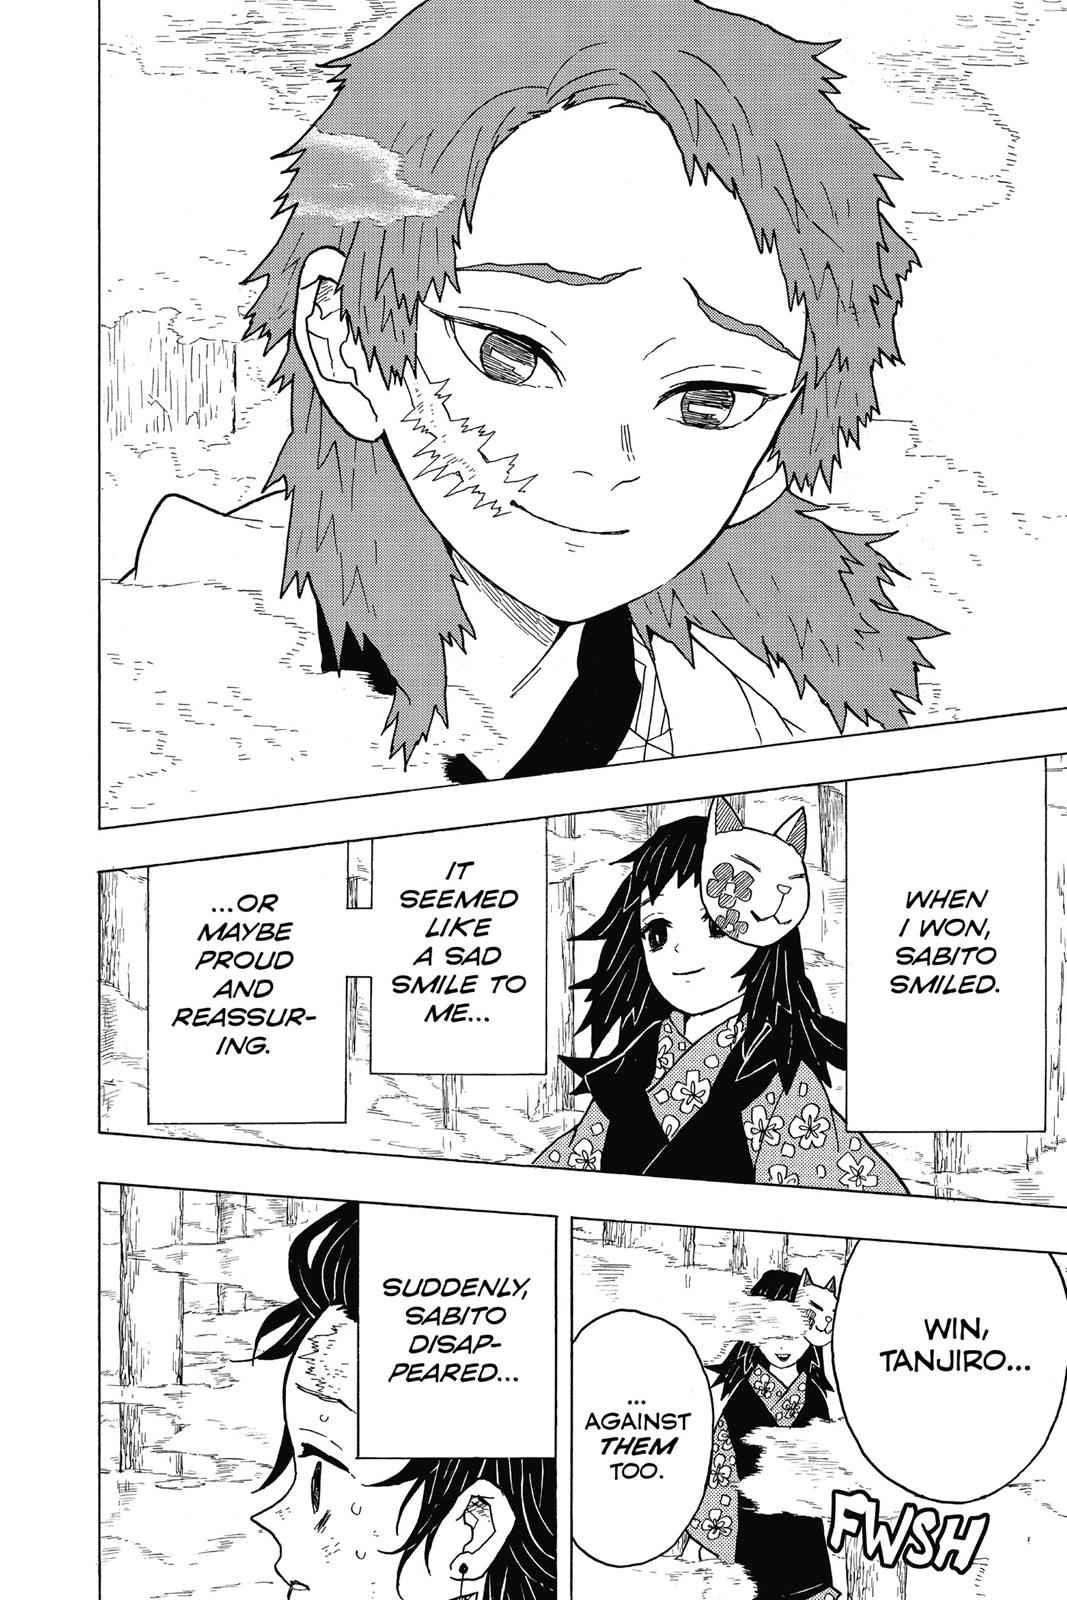 WHEN
I WON,
SABITO
SMILED.
IT
SEEMED
LIKE
A SAD
SMILE TO
ME...
...OR
MAYBE
PROUD
AND
REASSUR-
ING.
WIN,
TANJIRO...
...
AGAINST
THEM
TOO.
FWSH
SUDDENLY,
SABITO
DISAP-
PEARED...